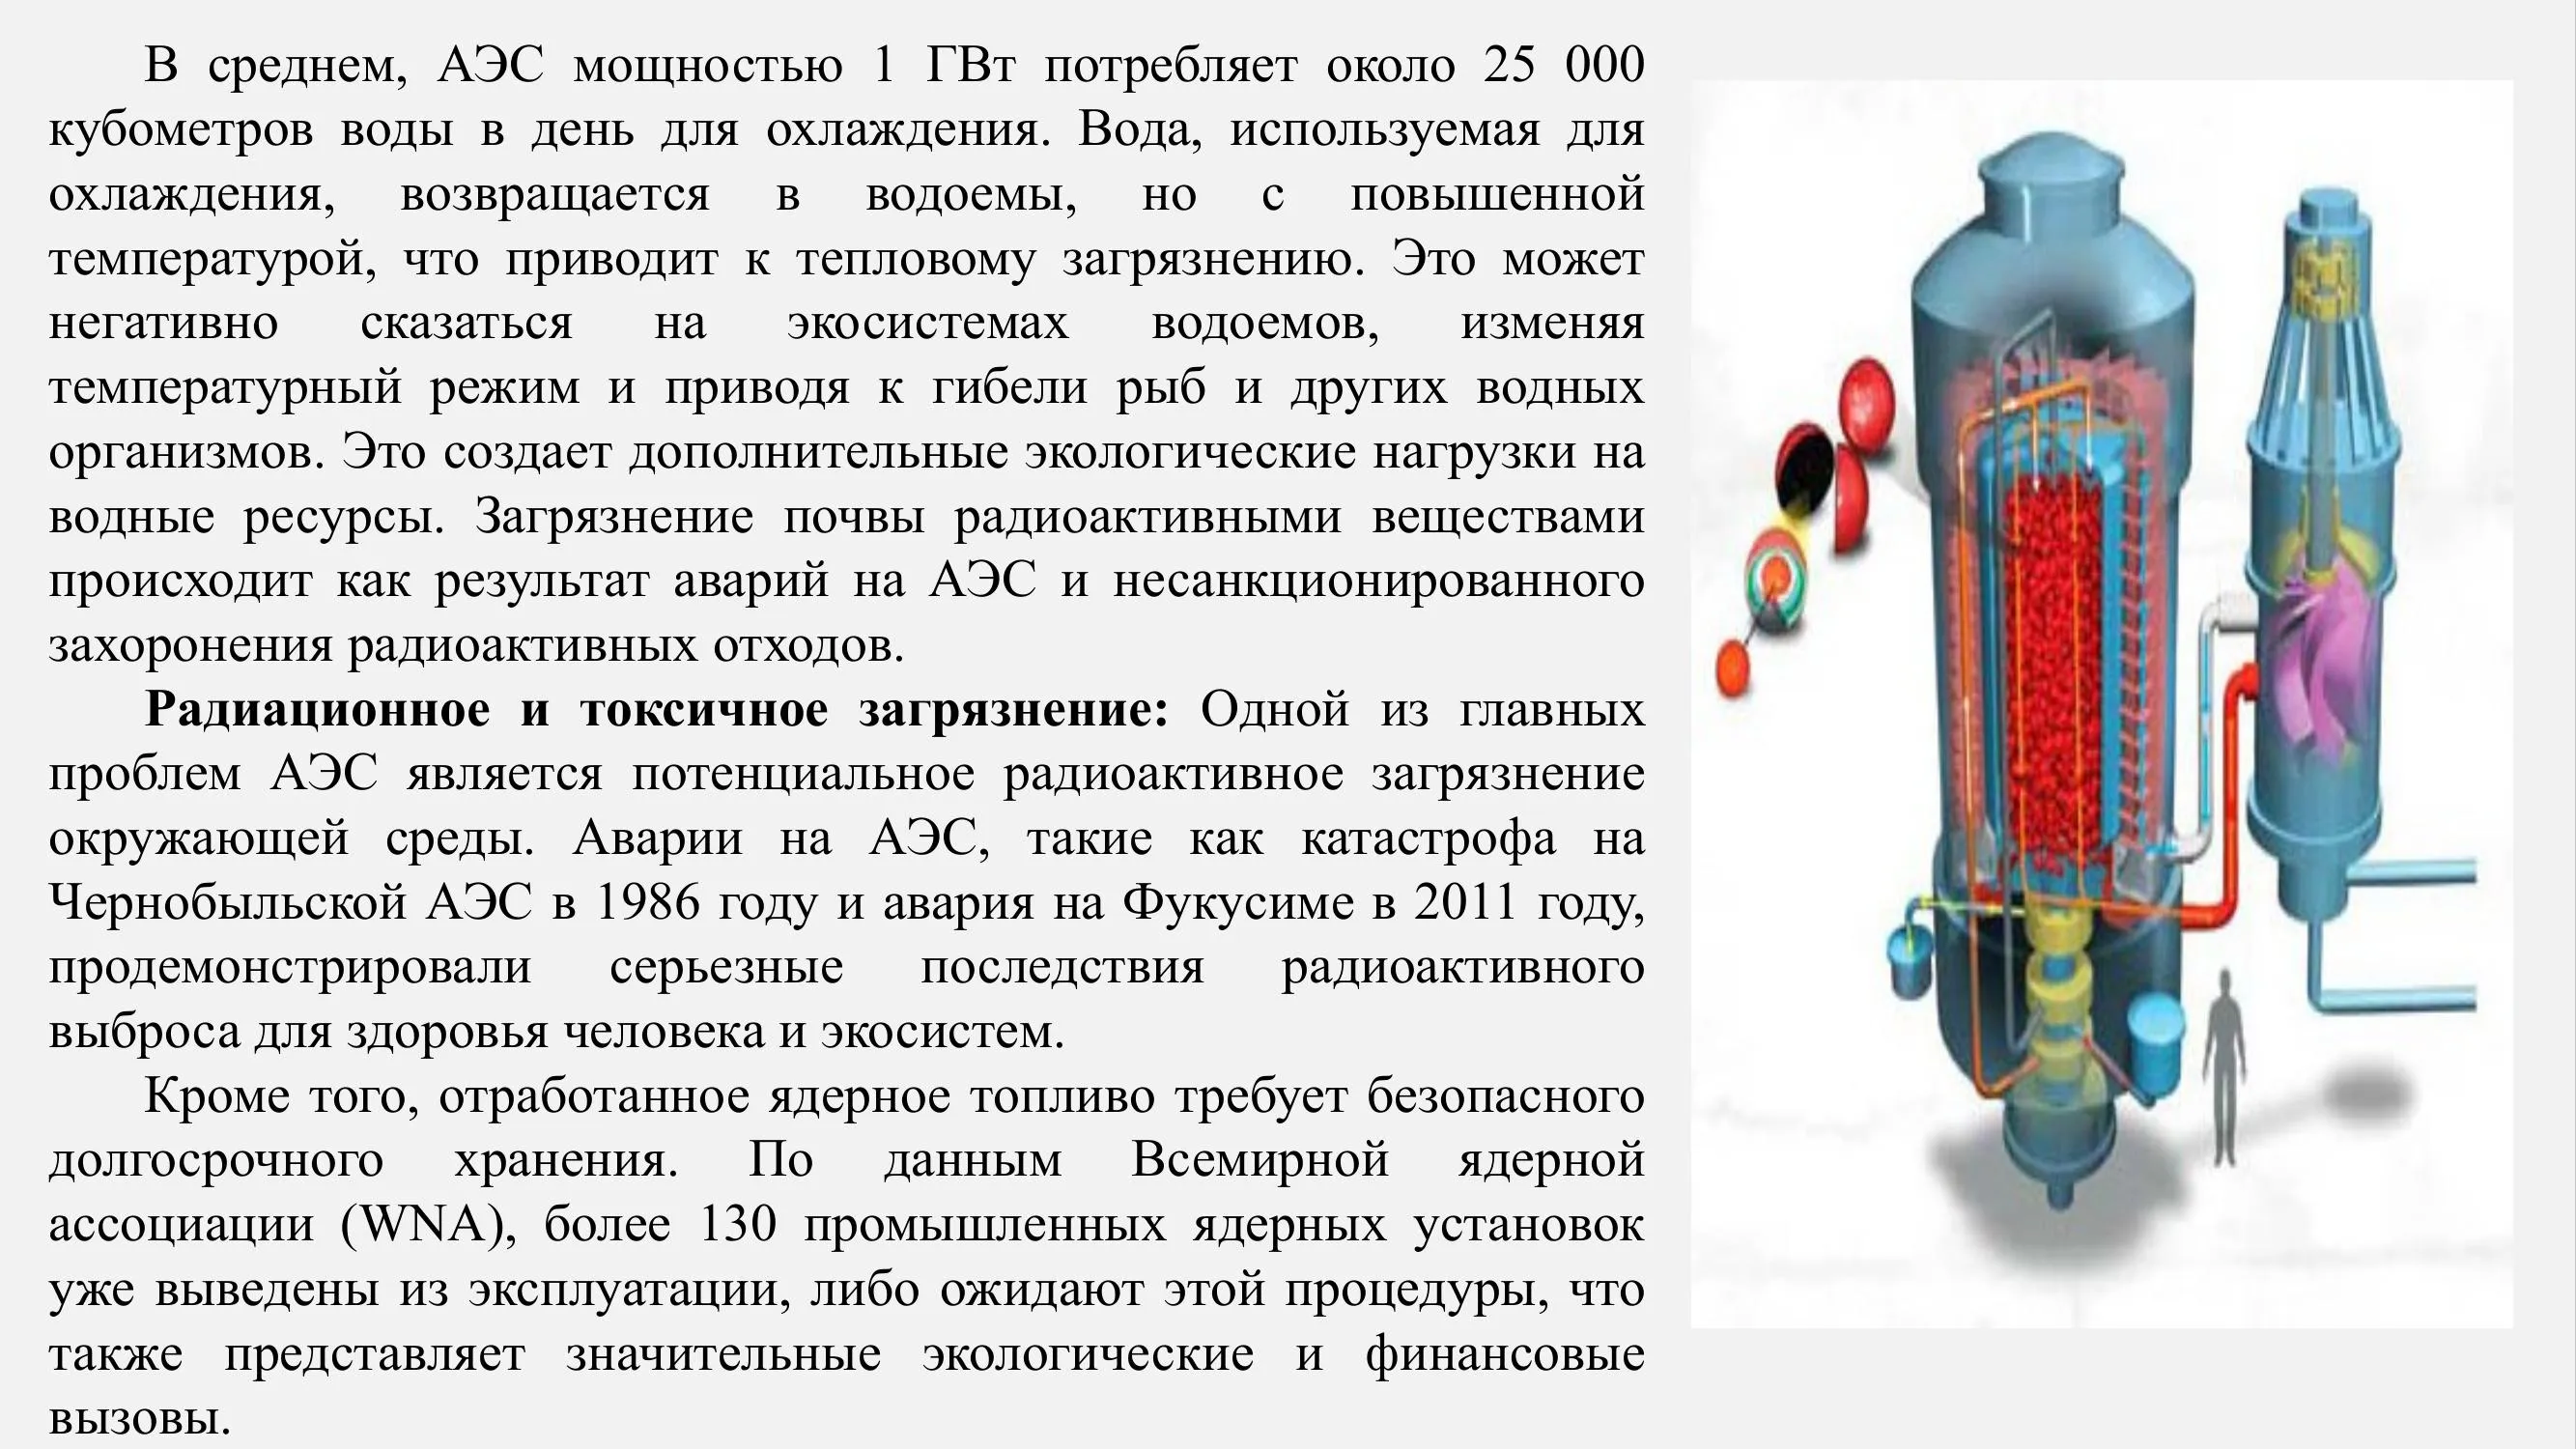 В среднем, АЭС мощностью 1 ГВт потребляет около 25 000
кубометров воды в день для охлаждения. Вода, используемая для
охлаждения, возвращается в водоемы, но с повышенной
температурой, что приводит к тепловому загрязнению. Это может
негативно сказаться на экосистемах водоемов, изменяя
температурный режим и приводя к гибели рыб и других водных
организмов. Это создает дополнительные экологические нагрузки на
водные ресурсы. Загрязнение почвы радиоактивными веществами
происходит как результат аварий на АЭС и несанкционированного
захоронения радиоактивных отходов.
Радиационное и токсичное загрязнение: Одной из главных
проблем АЭС является потенциальное радиоактивное загрязнение
окружающей среды. Аварии на АЭС, такие как катастрофа на
Чернобыльской АЭС в 1986 году и авария на Фукусиме в 2011 году,
продемонстрировали серьезные последствия радиоактивного
выброса для здоровья человека и экосистем.
Кроме того, отработанное ядерное топливо требует безопасного
долгосрочного хранения. По данным Всемирной ядерной
ассоциации (WNA), более 130 промышленных ядерных установок
уже выведены из эксплуатации, либо ожидают этой процедуры, что
также представляет значительные экологические и финансовые
вызовы.